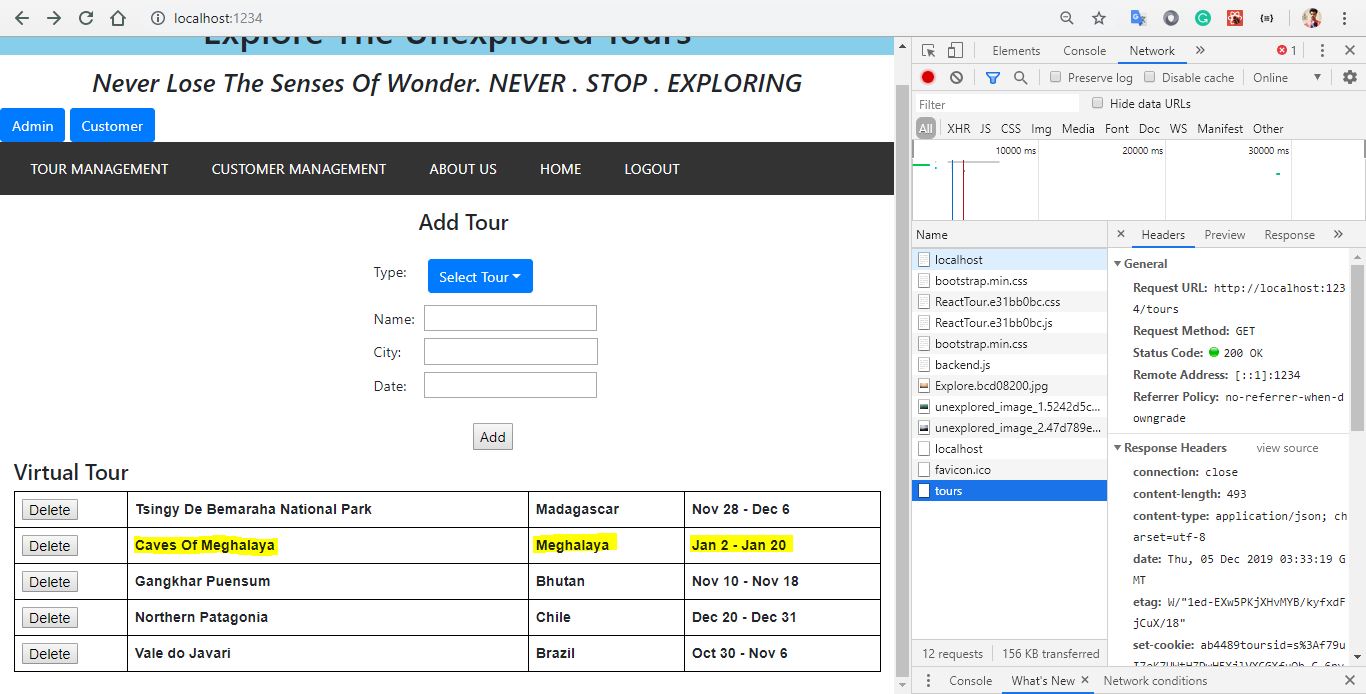 localhost:1234
Explore The Unexplored Tours
Never Lose The Senses Of Wonder. NEVER . STOP . EXPLORING
Admin Customer
TOUR MANAGEMENT CUSTOMER MANAGEMENT ABOUT US HOME LOGOUT
Add Tour
Type: Select Tour
Name:
City:
Date:
Add
Virtual Tour
Delete Tsingy De Bemaraha National Park Madagascar Nov 28 - Dec 6
Delete Caves Of Meghalaya Meghalaya Jan 2 - Jan 20
Delete Gangkhar Puensum Bhutan Nov 10 - Nov 18
Delete Northern Patagonia Chile Dec 20 - Dec 31
Delete Vale do Javari Brazil Oct 30 - Nov 6
Elements Console Network » 1
Preserve log Disable cache Online
Filter Hide data URLs
All XHR JS CSS Img Media Font Doc WS Manifest Other
10000 ms 20000 ms 30000 ms
Name
localhost
bootstrap.min.css
ReactTour.e31bb0bc.css
ReactTour.e31bb0bc.js
bootstrap.min.css
backend.js
Explore.bcd08200.jpg
unexplored_image_1.5242d5c...
unexplored_image_2.47d789e...
localhost
favicon.ico
tours
12 requests 156 KB transferred
Headers Preview Response »
General
Request URL: http://localhost:123
4/tours
Request Method: GET
Status Code: 200 OK
Remote Address: [::1]:1234
Referrer Policy: no-referrer-when-d
owngrade
Response Headers view source
connection: close
content-length: 493
content-type: application/json; ch
arset=utf-8
date: Thu, 05 Dec 2019 03:33:19 G
MT
etag: W/"1ed-EXw5PKjXHvMYB/kyfxdF
jCuX/18"
set-cookie: ab4489toursid=s%3Af79u
Console What's New Network conditions